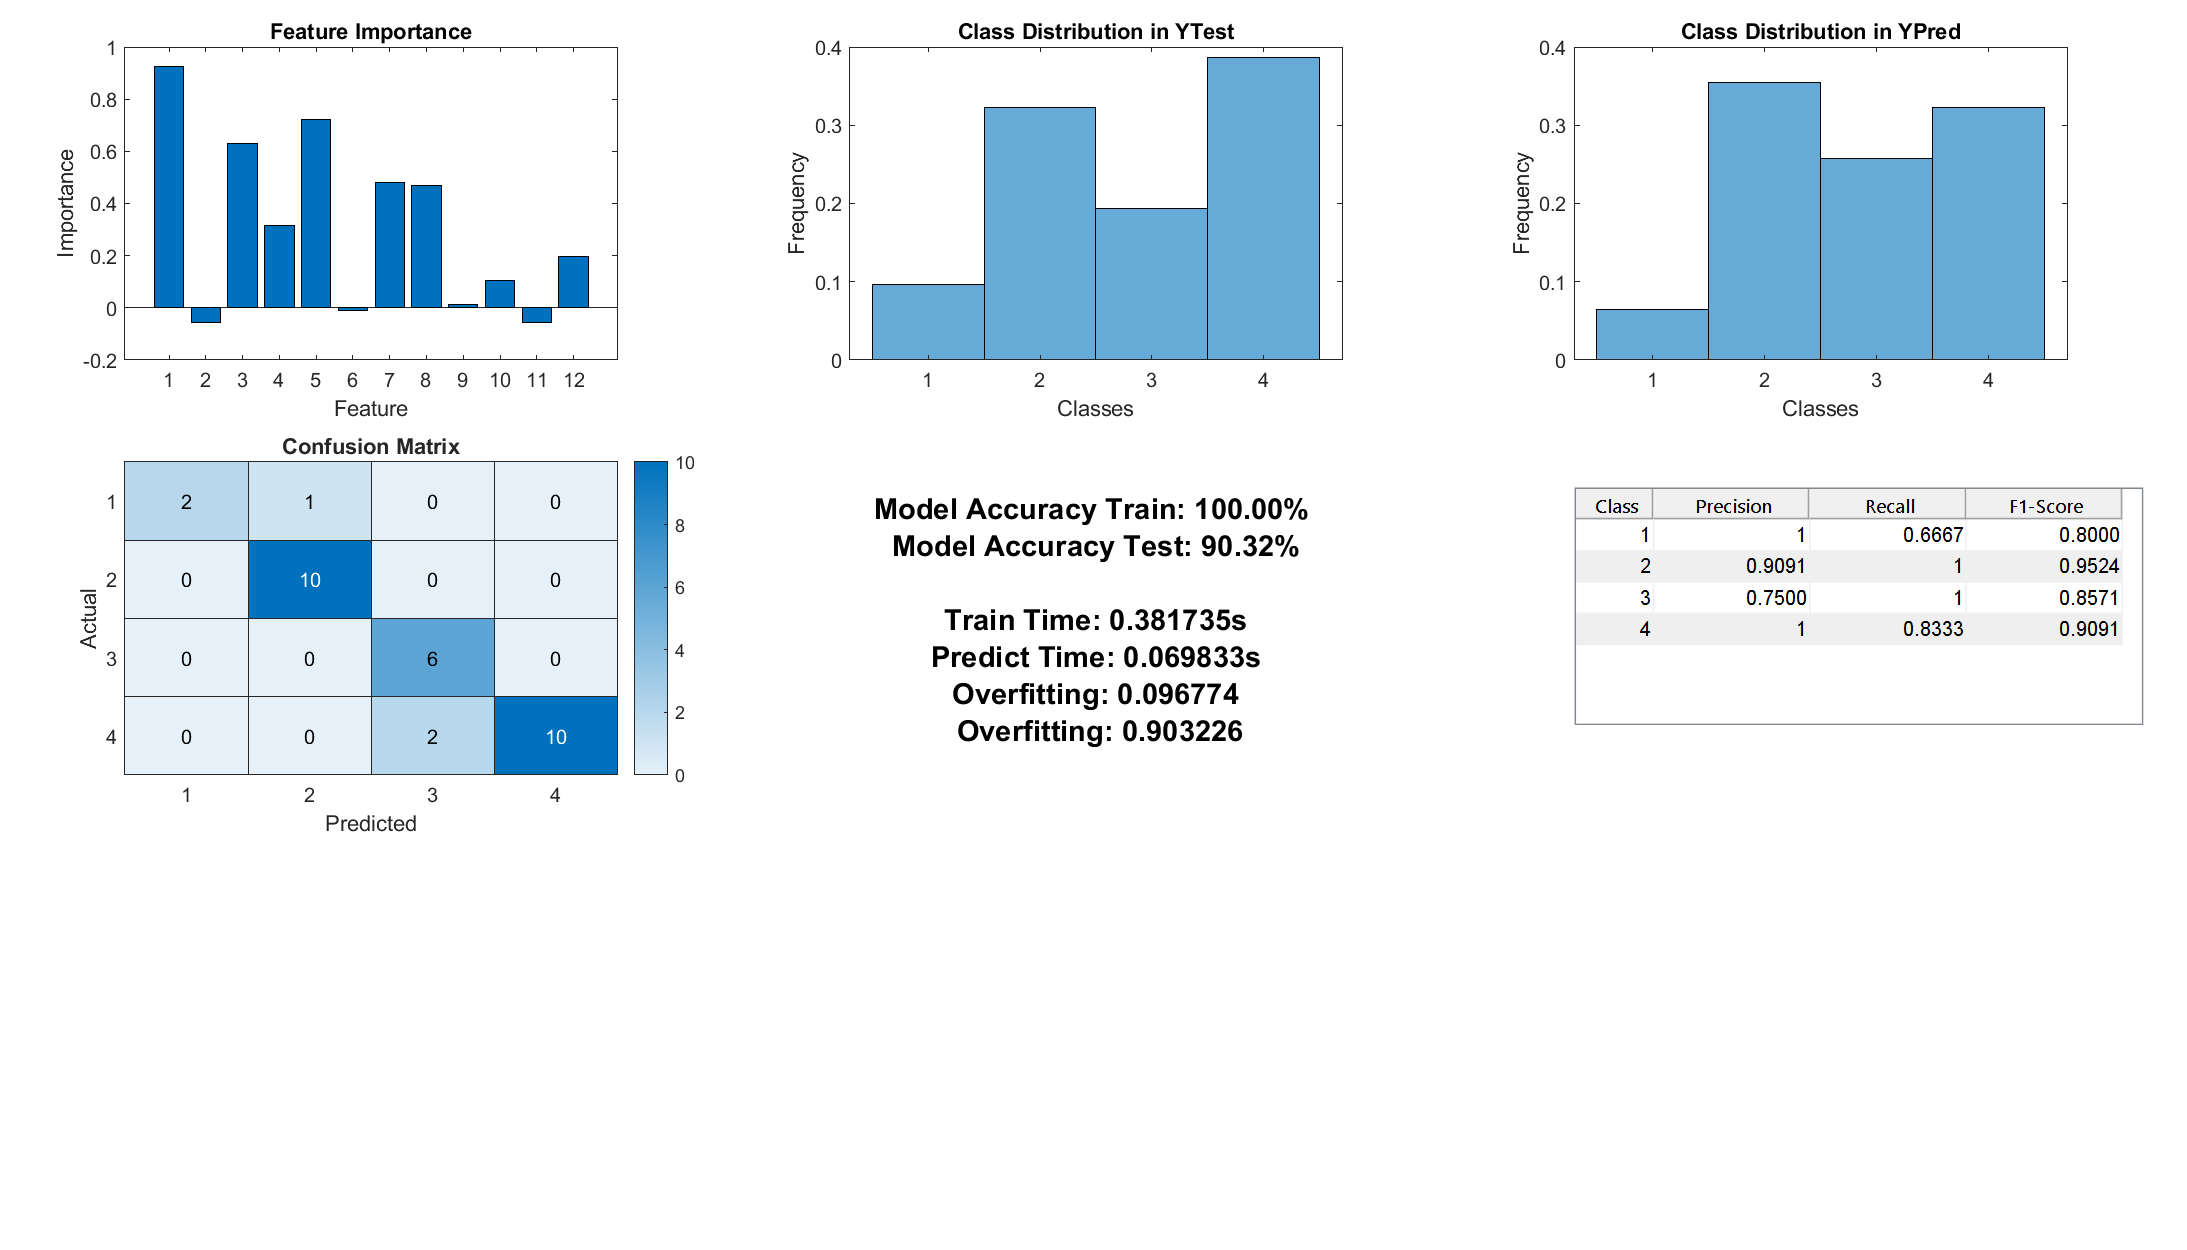 Feature Importance
1
0.8
0.6
0.4
0.2
0
-0.2
Importance
1 2 3 4 5 6 7 8 9 10 11 12
Feature
Class Distribution in YTest
0.4
0.3
0.2
0.1
0
Frequency
1 2 3 4
Classes
Class Distribution in YPred
0.4
0.3
0.2
0.1
0
Frequency
1 2 3 4
Classes
Confusion Matrix
Actual
1 2 1 0 0
2 0 10 0 0
3 0 0 6 0
4 0 0 2 10
1 2 3 4
Predicted
10
8
6
4
2
0
Model Accuracy Train: 100.00%
Model Accuracy Test: 90.32%
Train Time: 0.381735s
Predict Time: 0.069833s
Overfitting: 0.096774
Overfitting: 0.903226
Class Precision Recall F1-Score
1 1 0.6667 0.8000
2 0.9091 1 0.9524
3 0.7500 1 0.8571
4 1 0.8333 0.9091